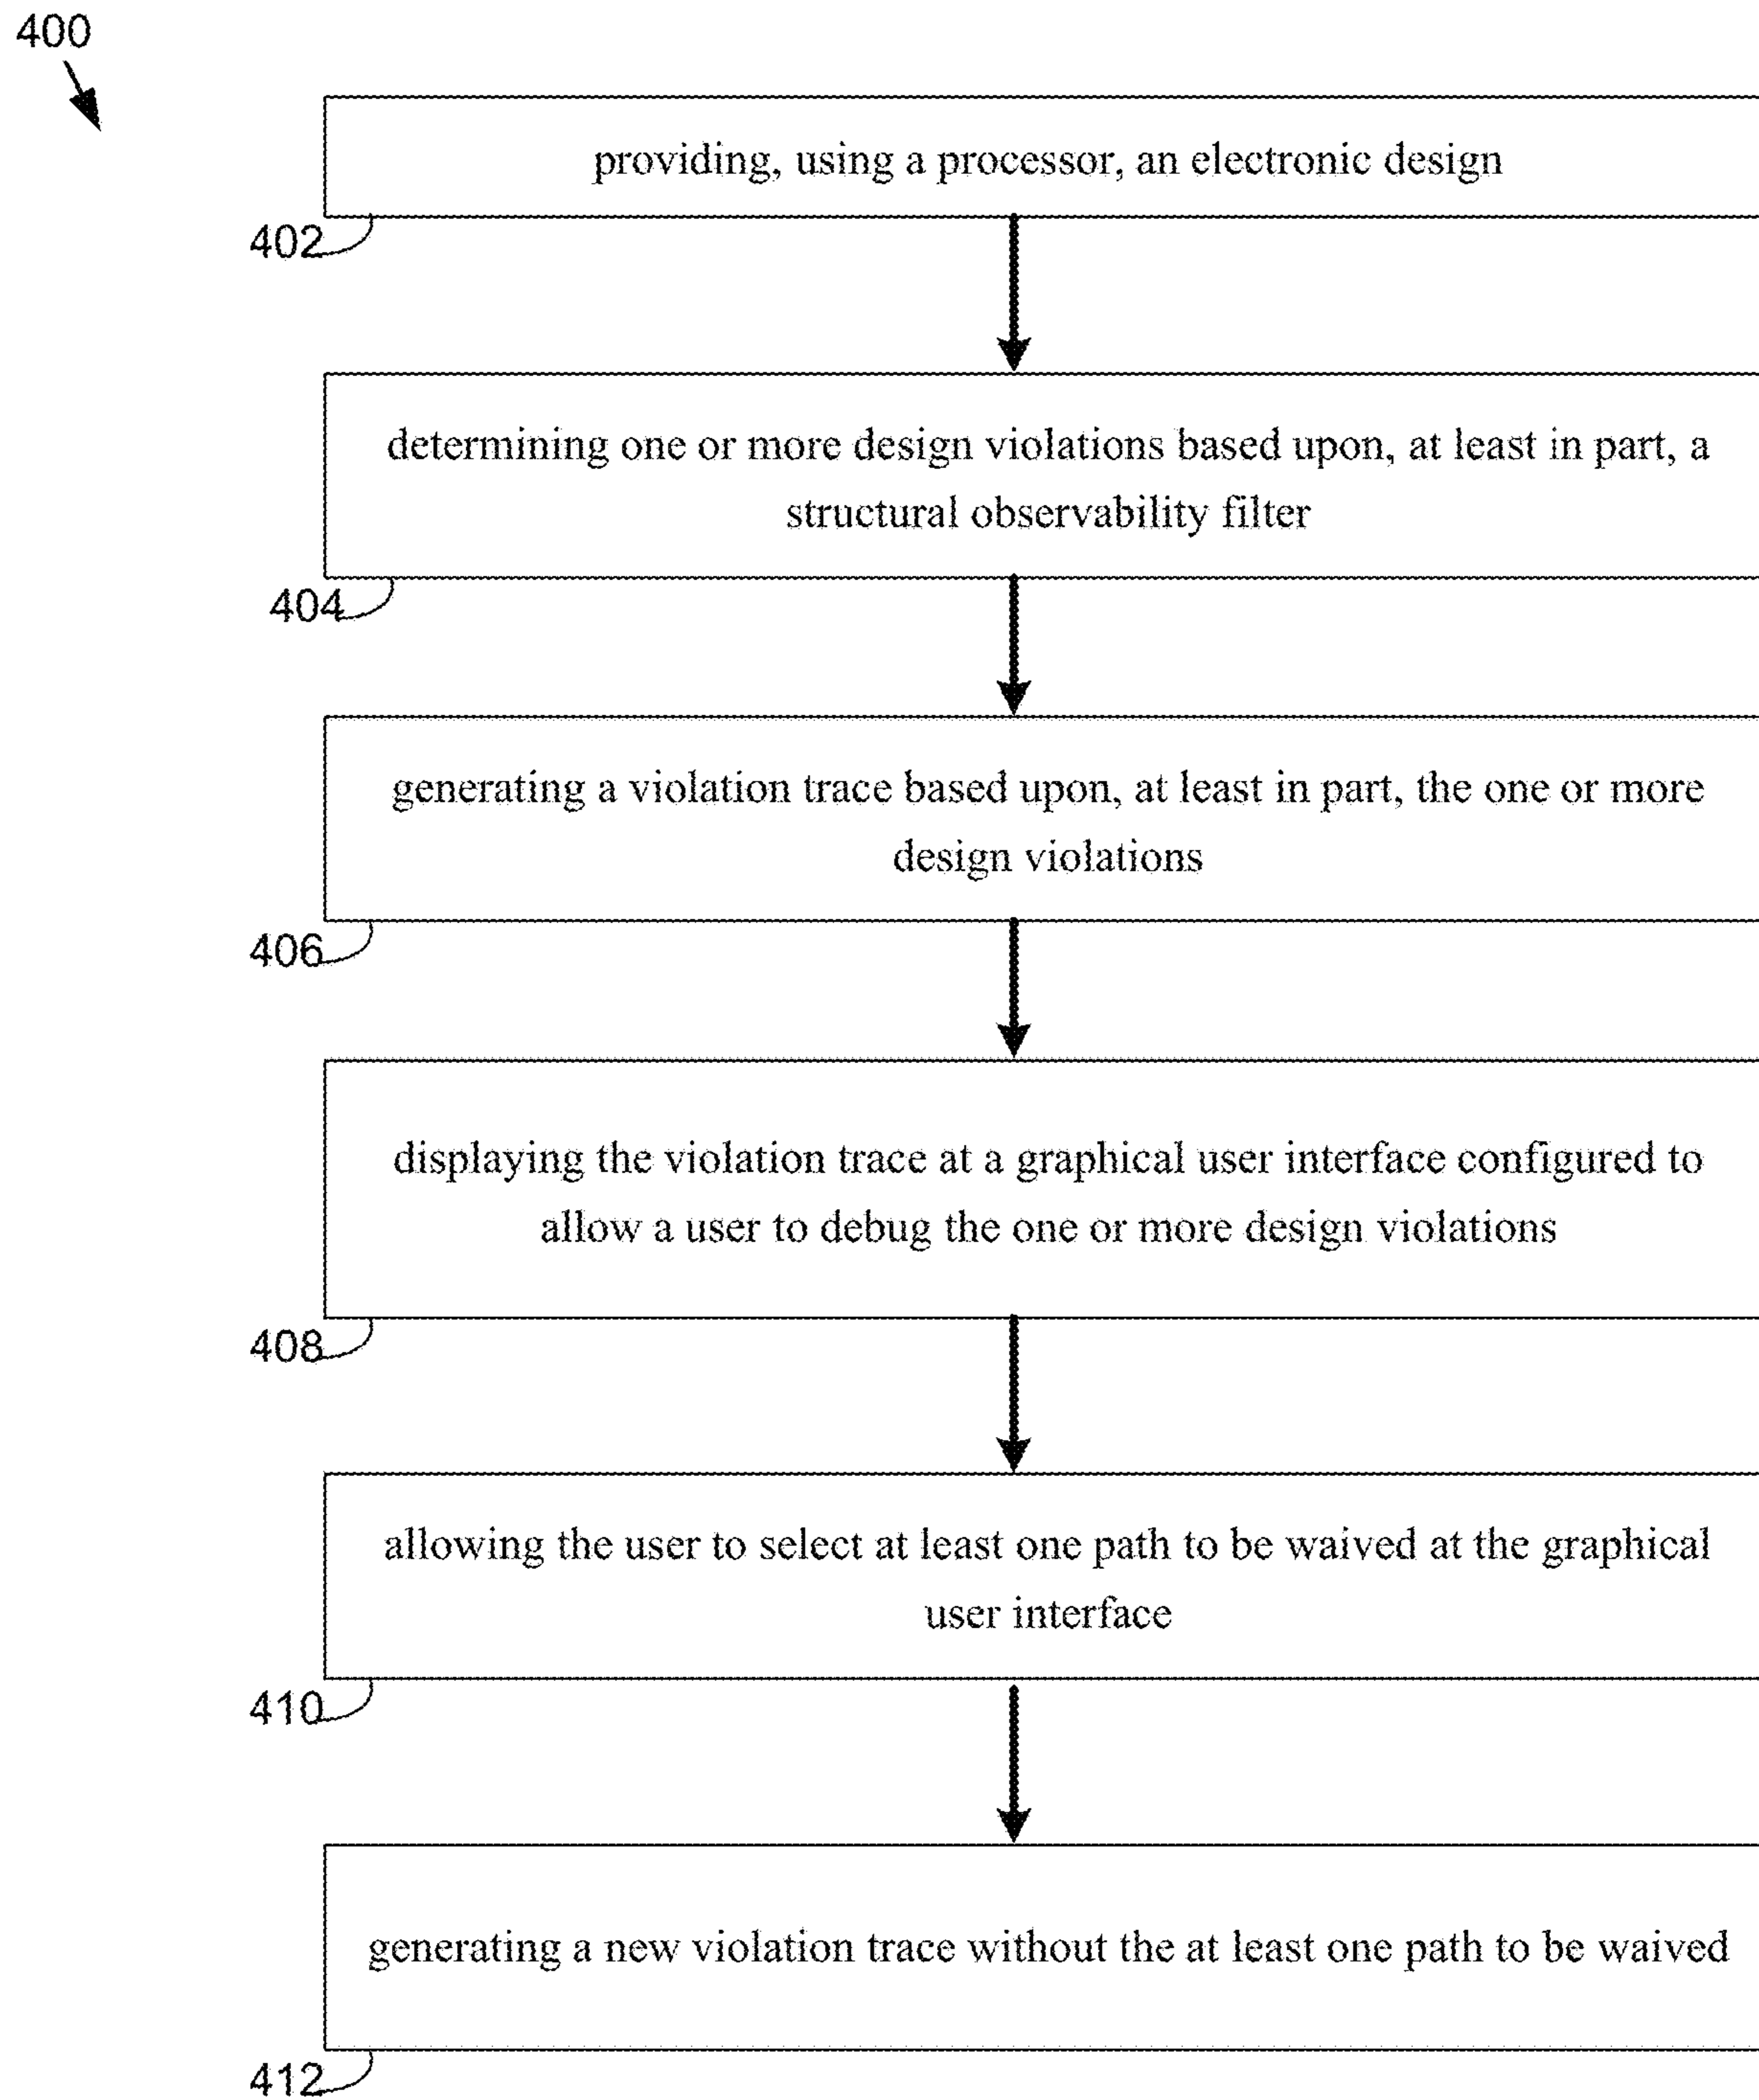 400
providing, using a processor, an electronic design
402
determining one or more design violations based upon, at least in part, a
structural observability filter
404
generating a violation trace based upon, at least in part, the one or more
design violations
406
displaying the violation trace at a graphical user interface configured to
allow a user to debug the one or more design violations
408
allowing the user to select at least one path to be waived at the graphical
user interface
410
generating a new violation trace without the at least one path to be waived
412